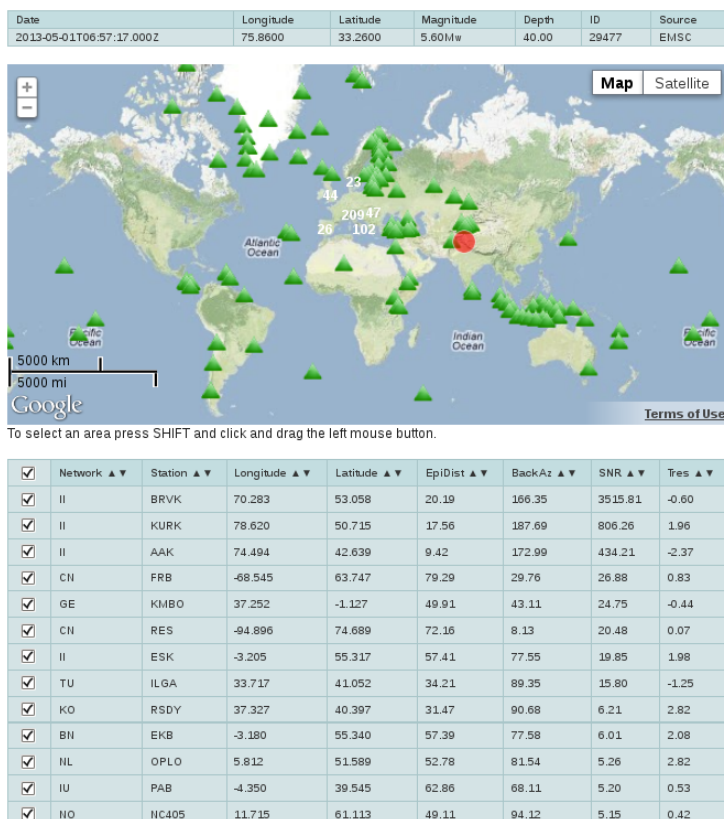 Date Longitude Latitude Magnitude Depth ID Source
2013-05-01T06:57:17.000Z 75.8600 33.2600 5.60Mw 40.00 29477 EMSC
+ Map Satellite
−
23
44
209 47
26 102
Atlantic
Ocean
Pacific Indian Pacific
Ocean Ocean Ocean
5000 km
5000 mi
Google Terms of Use
To select an area press SHIFT and click and drag the left mouse button.
Network ▲▼ Station ▲▼ Longitude ▲▼ Latitude ▲▼ EpiDist ▲▼ BackAz ▲▼ SNR ▲▼ Tres ▲▼
II BRVK 70.283 53.058 20.19 166.35 3515.81 -0.60
II KURK 78.620 50.715 17.56 187.69 806.26 1.96
II AAK 74.494 42.639 9.42 172.99 434.21 -2.37
CN FRB -68.545 63.747 79.29 29.76 26.88 0.83
GE KMBO 37.252 -1.127 49.91 43.11 24.75 -0.44
CN RES -94.896 74.689 72.16 8.13 20.48 0.07
II ESK -3.205 55.317 57.41 77.55 19.85 1.98
TU ILGA 33.717 41.052 34.21 89.35 15.80 -1.25
KO RSDY 37.327 40.397 31.47 90.68 6.21 2.82
BN EKB -3.180 55.340 57.39 77.58 6.01 2.08
NL OPLO 5.812 51.589 52.78 81.54 5.26 2.82
IU PAB -4.350 39.545 62.86 68.11 5.20 0.53
NO NC405 11.715 61.113 49.11 94.12 5.15 0.42